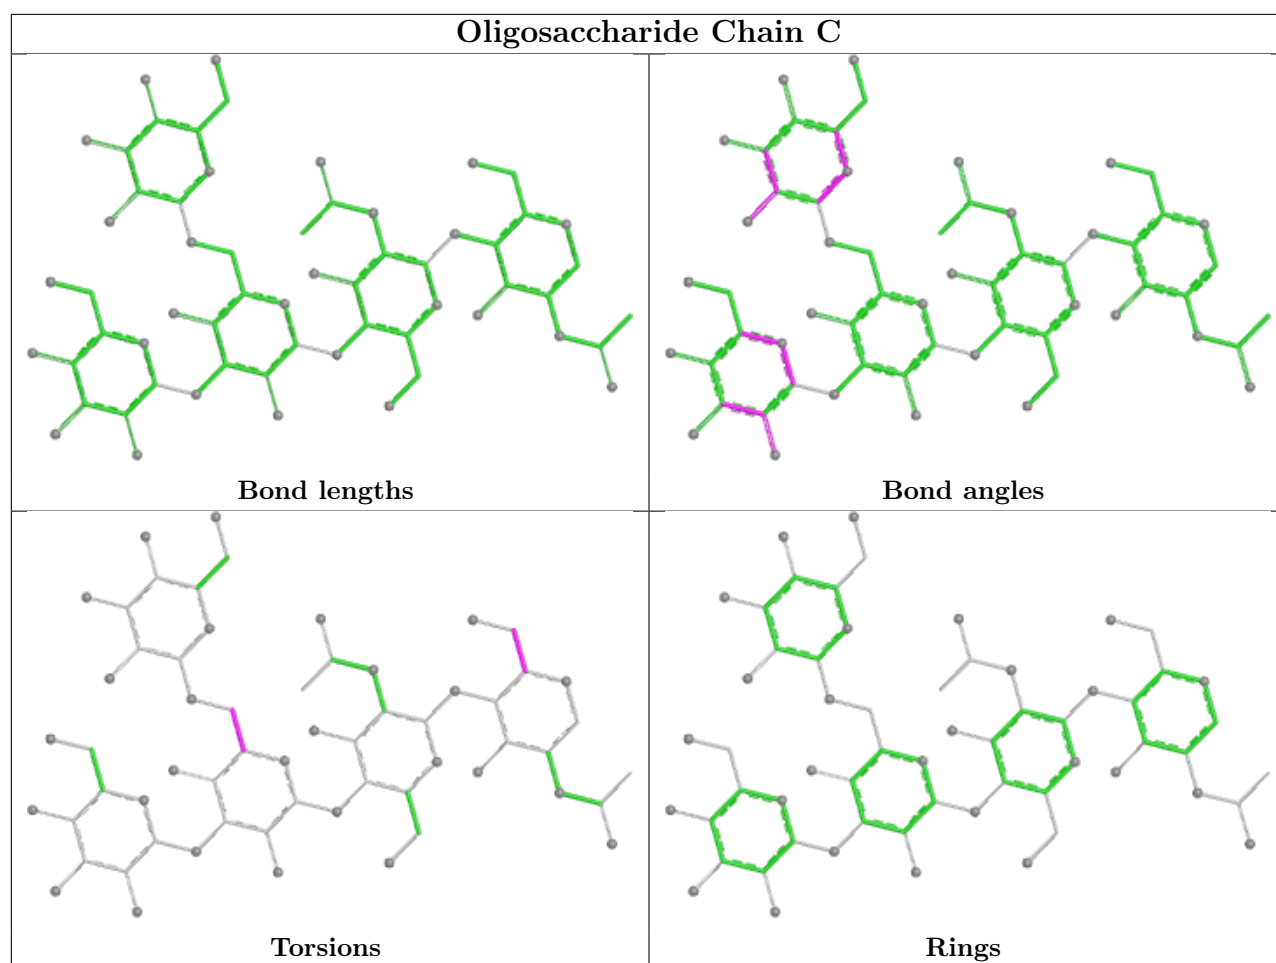 Oligosaccharide Chain C
Bond lengths
Bond angles
Torsions
Rings